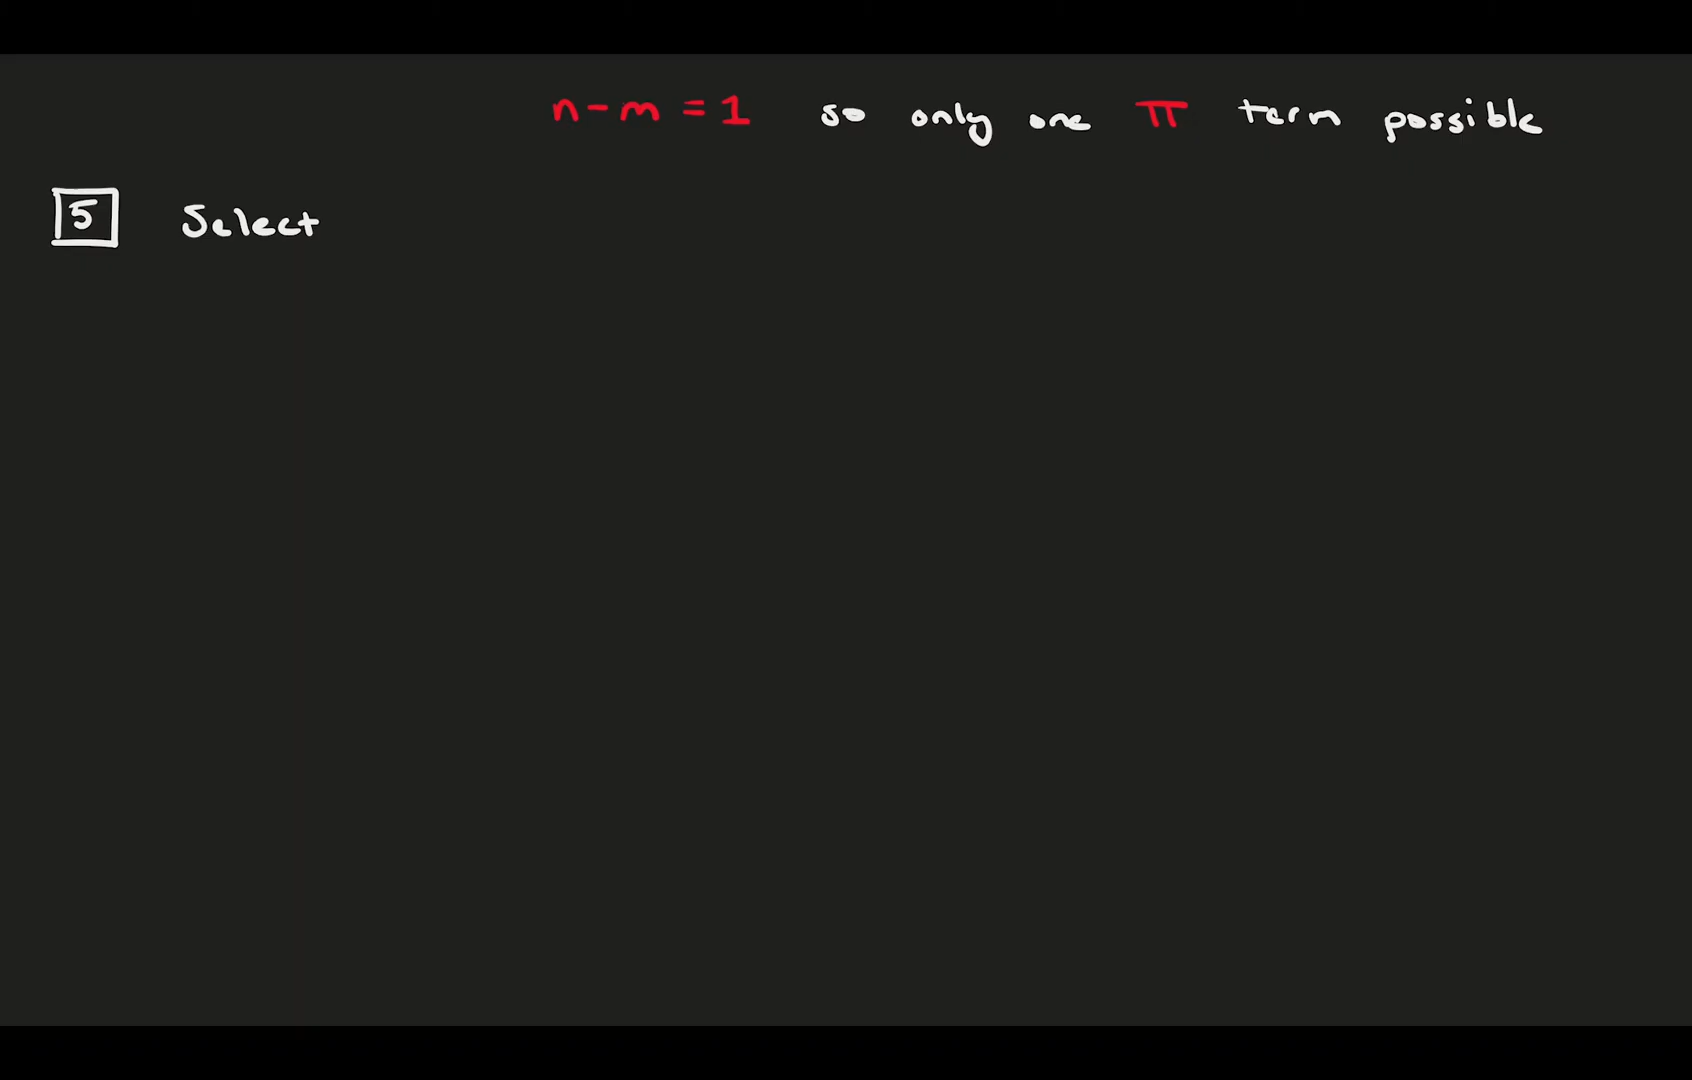 n - m = 1 so only one π term possible
5 Select